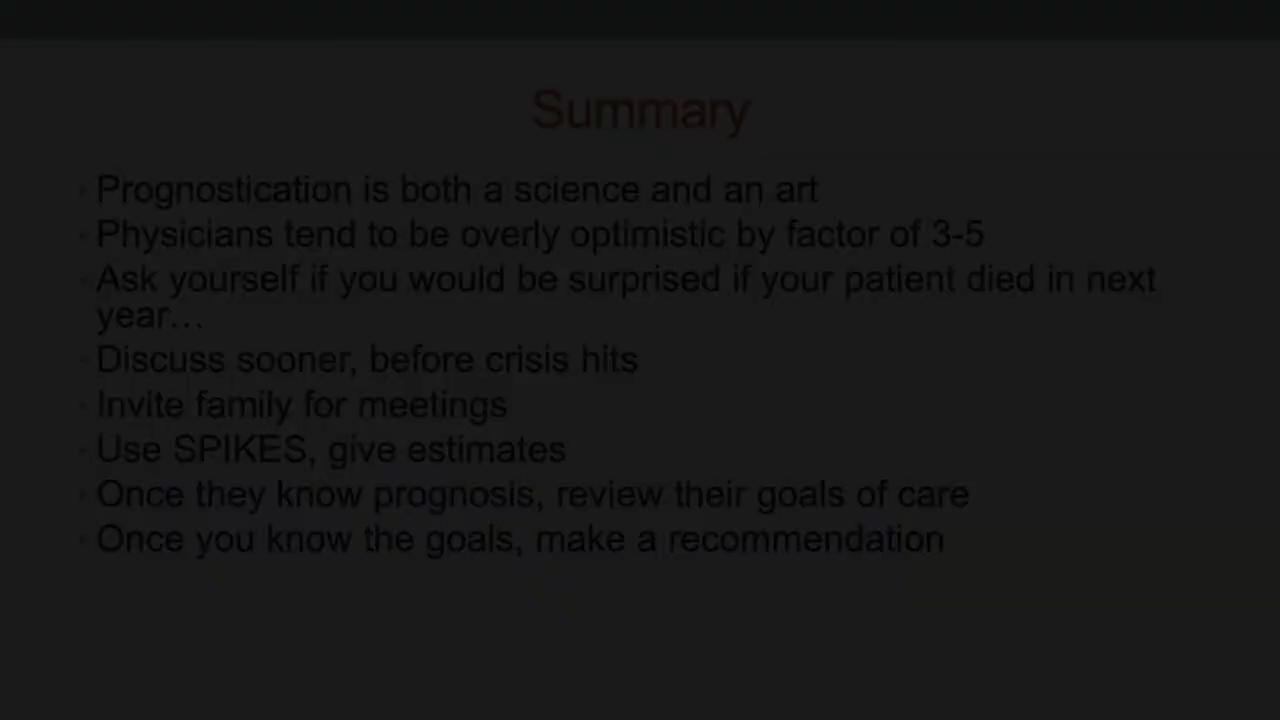 Summary
· Prognostication is both a science and an art
· Physicians tend to be overly optimistic by factor of 3-5
· Ask yourself if you would be surprised if your patient died in next
year…
· Discuss sooner, before crisis hits
· Invite family for meetings
· Use SPIKES, give estimates
· Once they know prognosis, review their goals of care
· Once you know the goals, make a recommendation